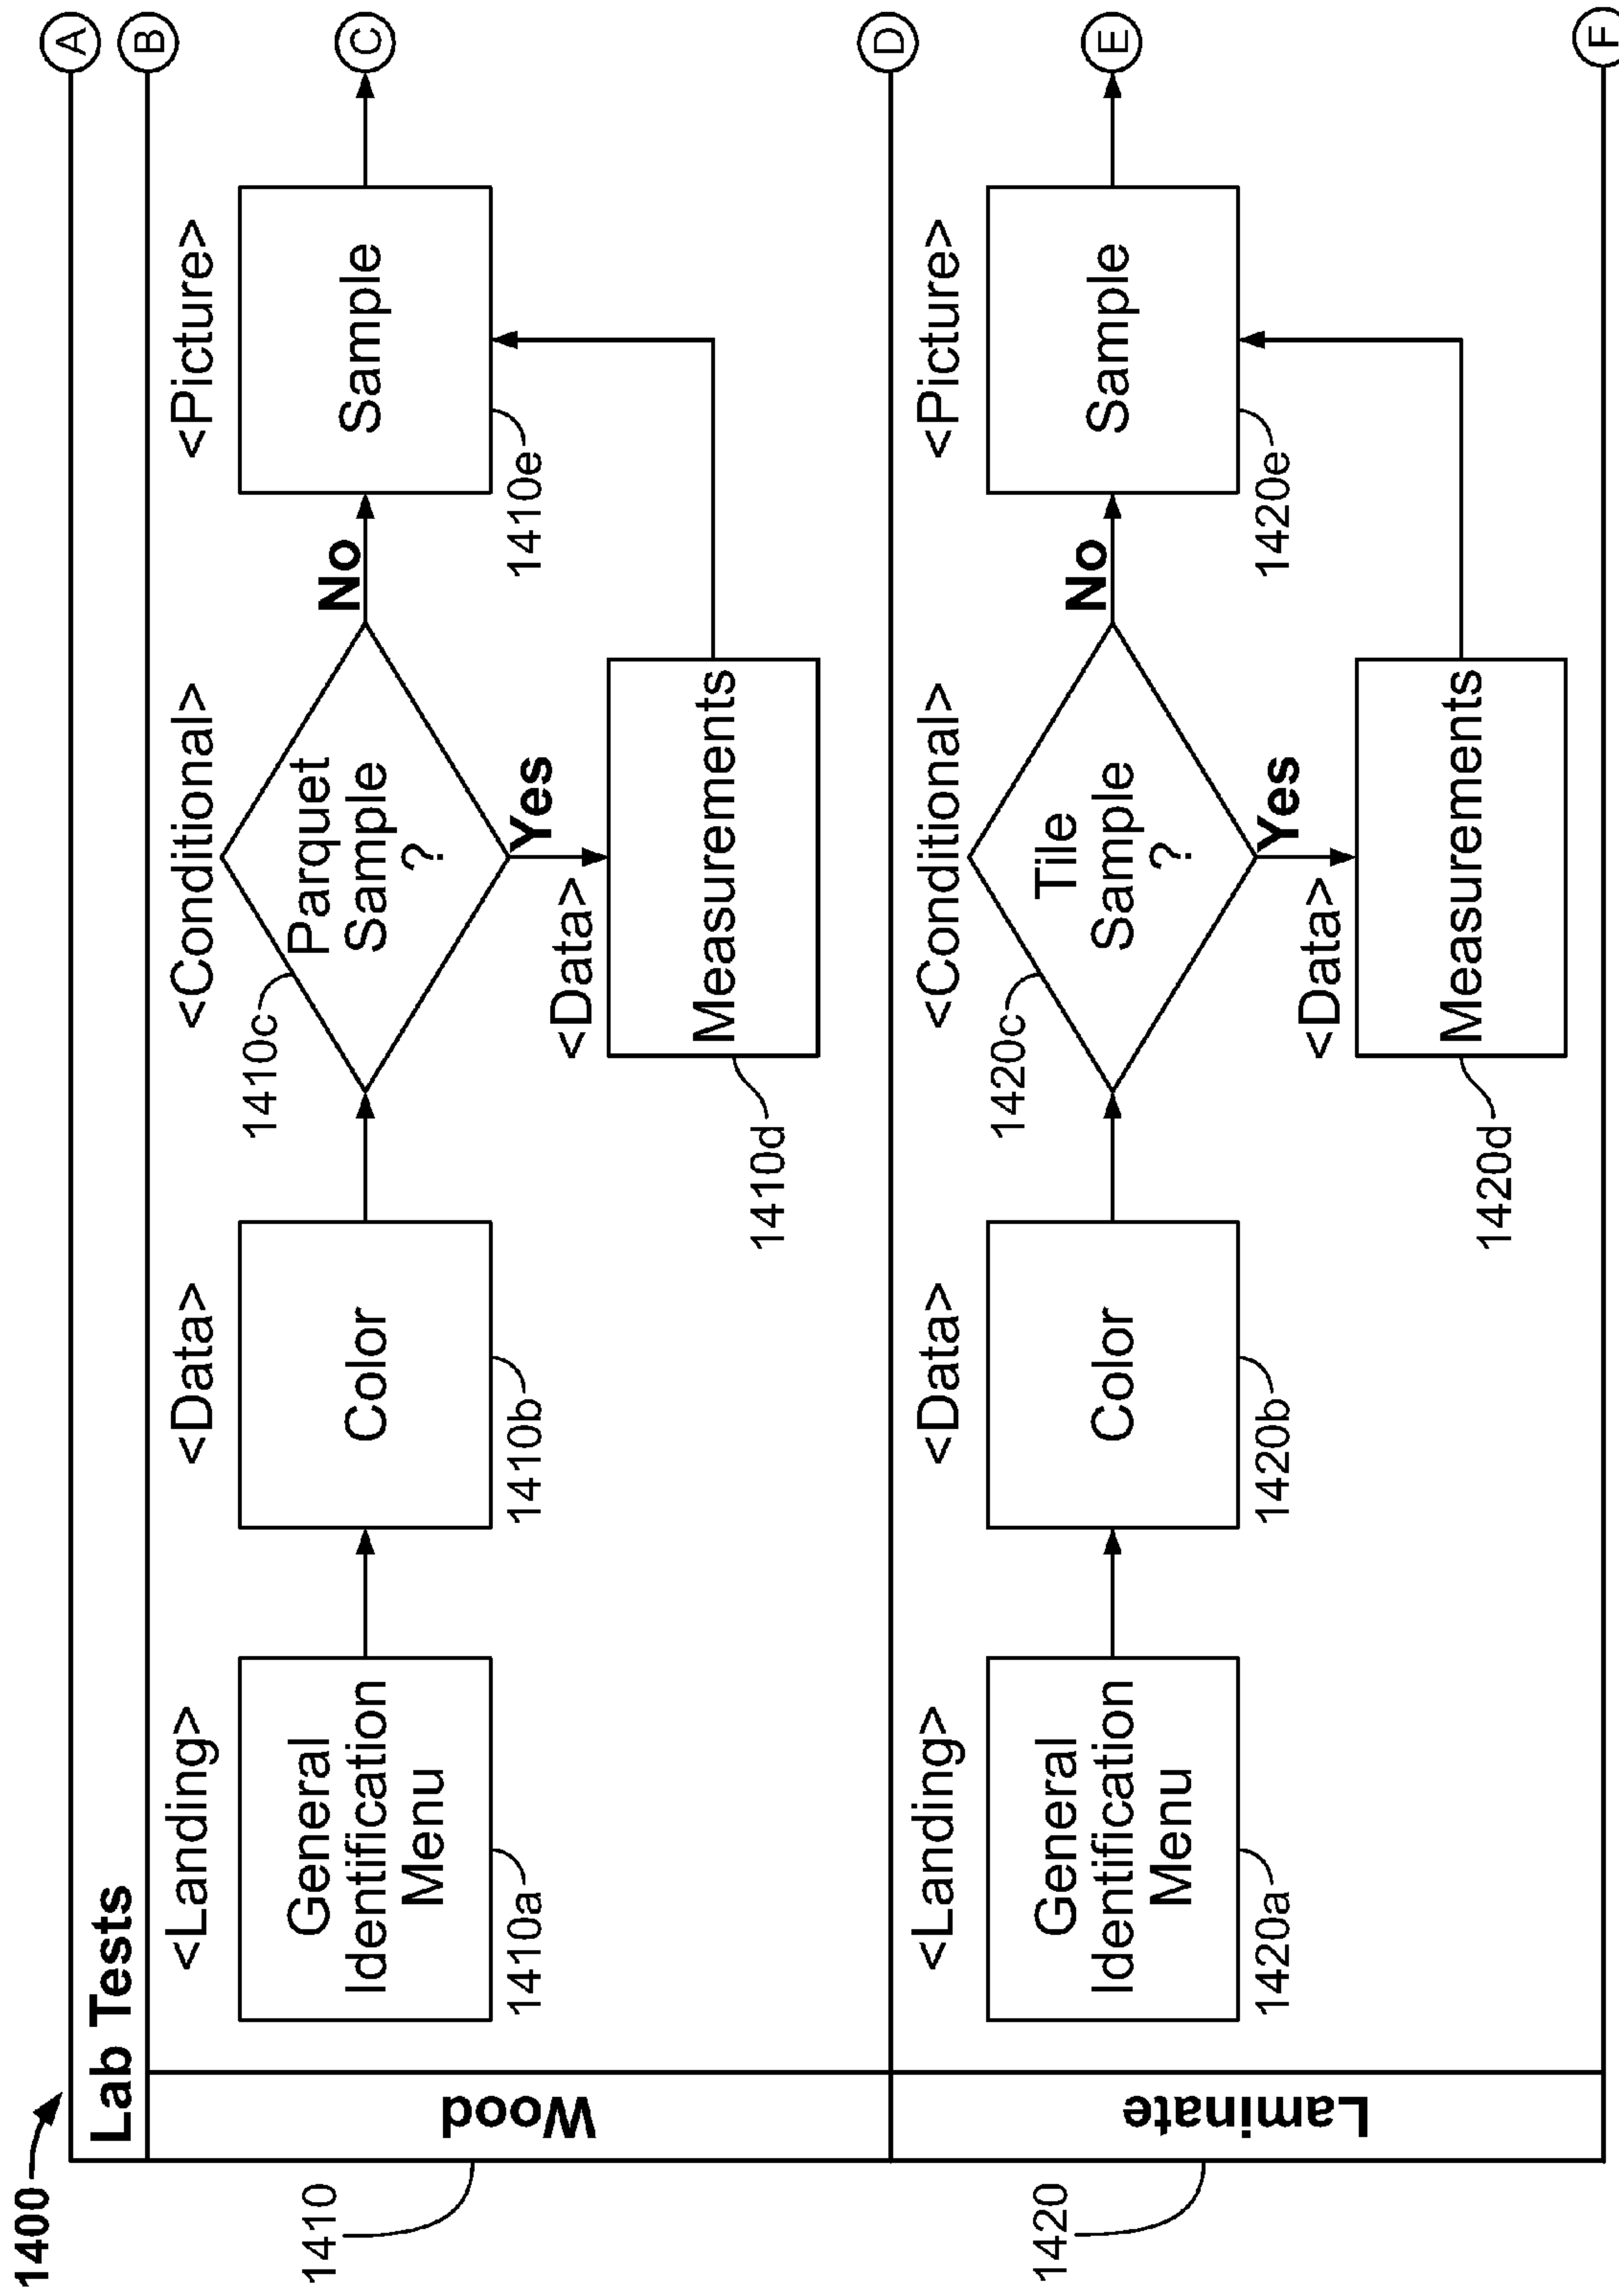 1400
Lab Tests
A
B
1410
Wood
<Landing>
General
Identification
Menu
1410a
<Data>
Color
1410b
<Conditional>
1410c
Parquet
Sample
?
No
Yes
<Data>
Measurements
1410d
<Picture>
Sample
1410e
C
D
1420
Laminate
<Landing>
General
Identification
Menu
1420a
<Data>
Color
1420b
<Conditional>
1420c
Tile
Sample
?
No
Yes
<Data>
Measurements
1420d
<Picture>
Sample
1420e
E
F